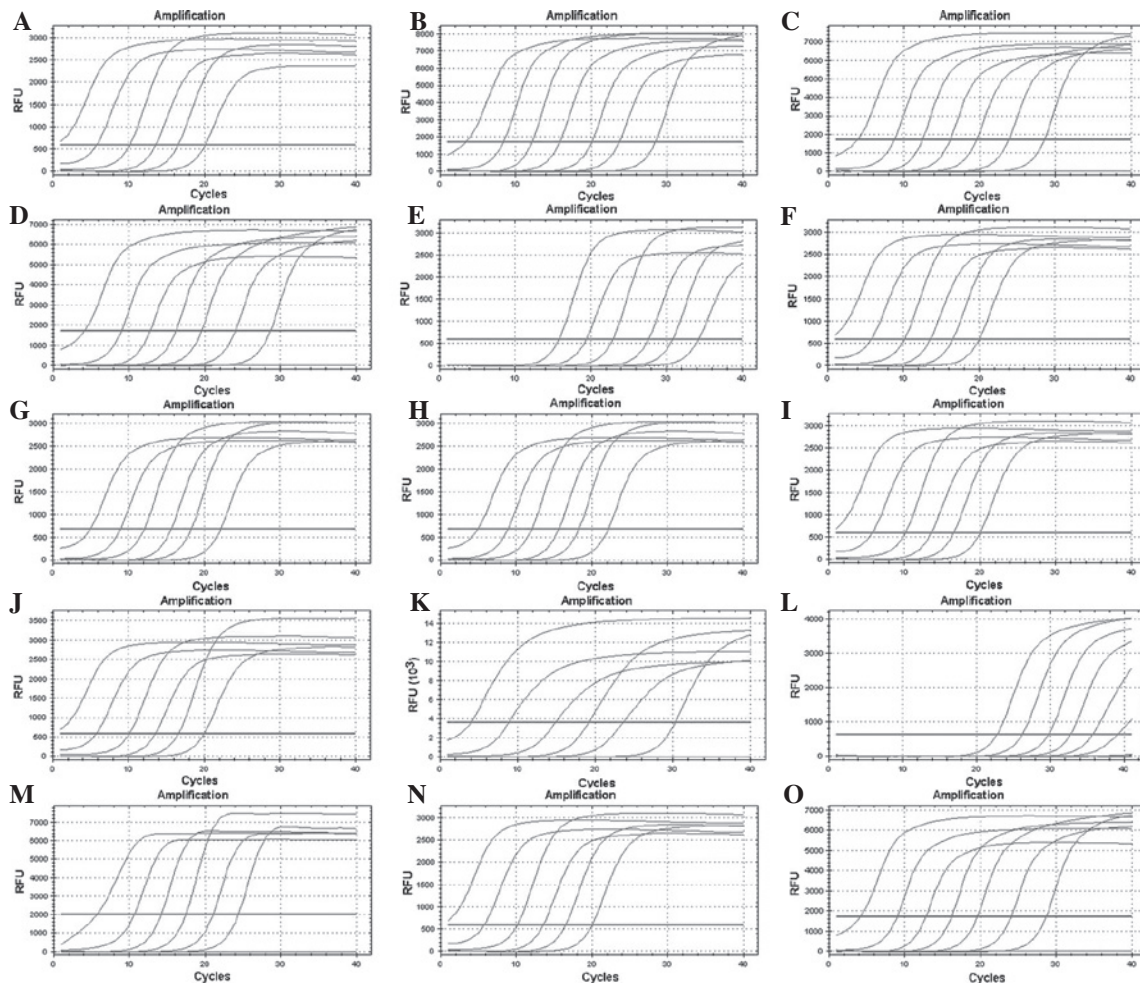 A
Amplification
RFU
3000
2500
2000
1500
1000
500
0
0 10 20 30 40
Cycles
B
Amplification
RFU
8000
7000
6000
5000
4000
3000
2000
1000
0
0 10 20 30 40
Cycles
C
Amplification
RFU
7000
6000
5000
4000
3000
2000
1000
0
0 10 20 30 40
Cycles
D
Amplification
RFU
7000
6000
5000
4000
3000
2000
1000
0
0 10 20 30 40
Cycles
E
Amplification
RFU
3000
2500
2000
1500
1000
500
0
0 10 20 30 40
Cycles
F
Amplification
RFU
3000
2500
2000
1500
1000
500
0
0 10 20 30 40
Cycles
G
Amplification
RFU
3000
2500
2000
1500
1000
500
0
0 10 20 30 40
Cycles
H
Amplification
RFU
3000
2500
2000
1500
1000
500
0
0 10 20 30 40
Cycles
I
Amplification
RFU
3000
2500
2000
1500
1000
500
0
0 10 20 30 40
Cycles
J
Amplification
RFU
3500
3000
2500
2000
1500
1000
500
0
0 10 20 30 40
Cycles
K
Amplification
RFU (10^3)
14
12
10
8
6
4
2
0
0 10 20 30 40
Cycles
L
Amplification
RFU
4000
3000
2000
1000
0
0 10 20 30 40
Cycles
M
Amplification
RFU
7000
6000
5000
4000
3000
2000
1000
0
0 10 20 30 40
Cycles
N
Amplification
RFU
3000
2500
2000
1500
1000
500
0
0 10 20 30 40
Cycles
O
Amplification
RFU
7000
6000
5000
4000
3000
2000
1000
0
0 10 20 30 40
Cycles